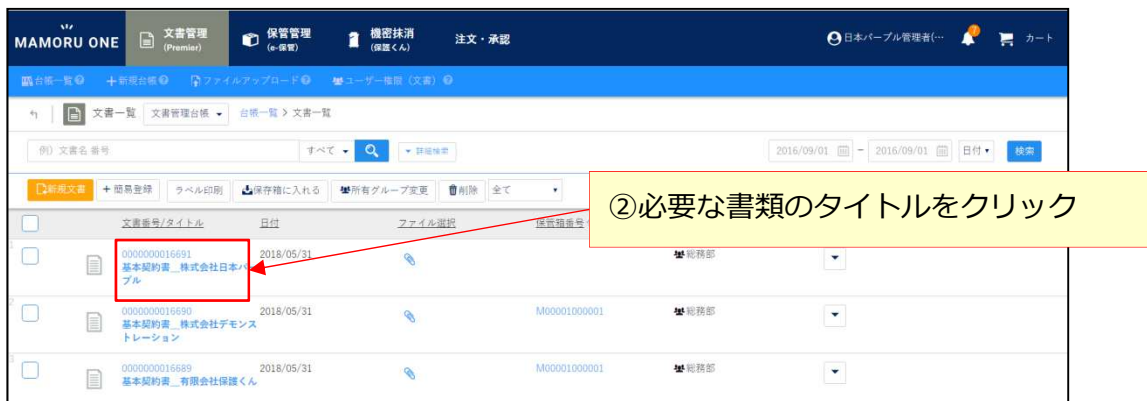 MAMORU ONE
文書管理
(Premier)
保管管理
(e-保管)
機密抹消
(保護くん)
注文・承認
日本パープル管理者(…
カート
台帳一覧
+新規台帳
ファイルアップロード
ユーザー権限(文書)
文書一覧
文書管理台帳
台帳一覧 > 文書一覧
例) 文書名 番号
すべて
詳細検索
2016/09/01 - 2016/09/01
日付
検索
新規文書
+簡易登録
ラベル印刷
保存箱に入れる
所有グループ変更
削除
全て
②必要な書類のタイトルをクリック
文書番号/タイトル
日付
ファイル選択
保管箱番号
0000000016691
2018/05/31
総務部
基本契約書__株式会社日本パー
プル
0000000016690
2018/05/31
M00001000001
総務部
基本契約書__株式会社デモンス
トレーション
0000000016689
2018/05/31
M00001000001
総務部
基本契約書__有限会社保護くん